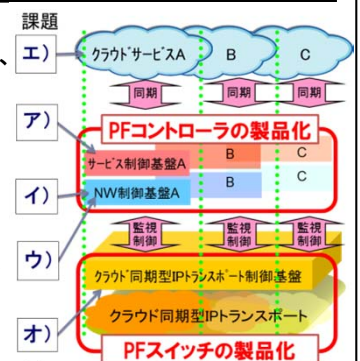 課題
エ）
クラウドサービスA
B
C
同期
同期
同期
ア）
PFコントローラの製品化
サービス制御基盤A
B
C
イ）
NW制御基盤A
B
C
監視
制御
監視
制御
監視
制御
ウ）
クラウド同期型IPトランスポート制御基盤
クラウド同期型IPトランスポート
オ）
PFスイッチの製品化
、